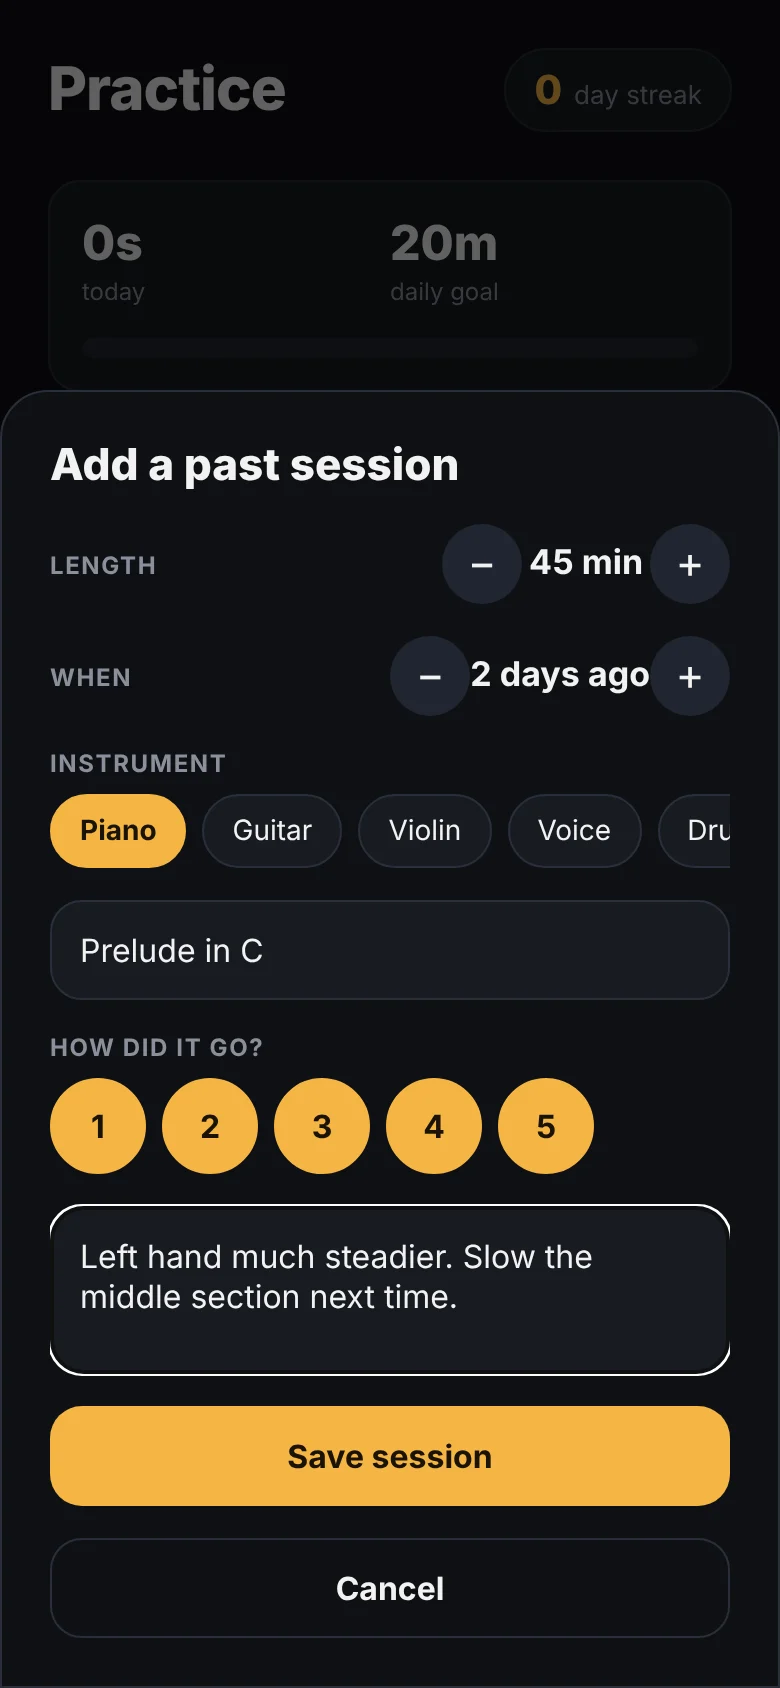 Practice
0 day streak
0s
today
20m
daily goal
Add a past session
LENGTH
− 45 min +
WHEN
− 2 days ago +
INSTRUMENT
Piano Guitar Violin Voice Dru
Prelude in C
HOW DID IT GO?
1 2 3 4 5
Left hand much steadier. Slow the
middle section next time.
Save session
Cancel